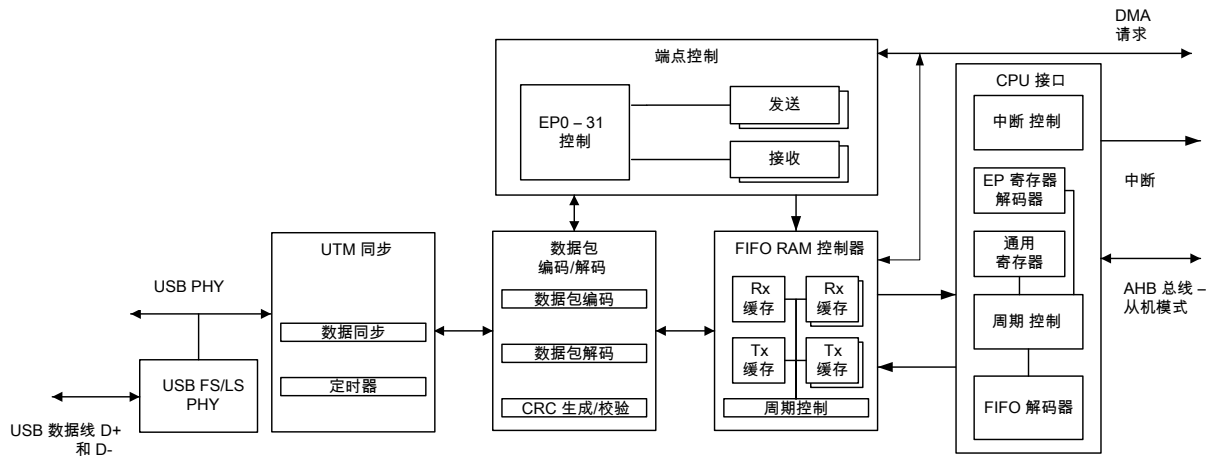 DMA
请求
端点控制
EP0 – 31
控制
发送
接收
CPU 接口
中断 控制
中断
EP 寄存器
解码器
通用
寄存器
AHB 总线 –
从机模式
周期 控制
FIFO 解码器
UTM 同步
数据同步
定时器
数据包
编码/解码
数据包编码
数据包解码
CRC 生成/校验
FIFO RAM 控制器
Rx
缓存
Rx
缓存
Tx
缓存
Tx
缓存
周期控制
USB PHY
USB FS/LS
PHY
USB 数据线 D+
和 D-